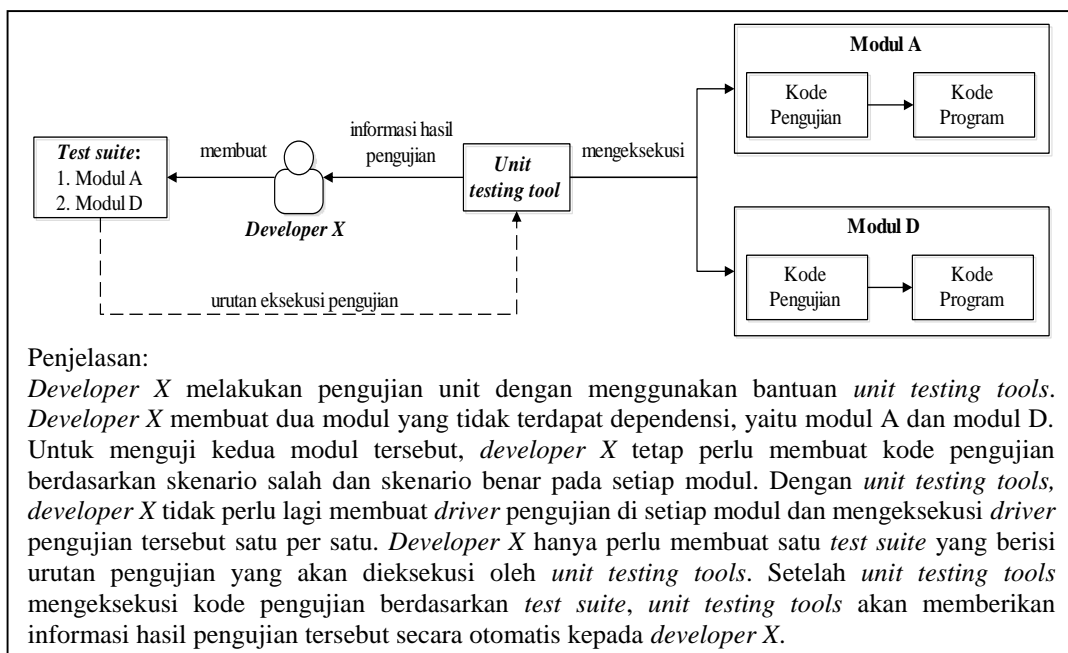 Modul A
Kode
Pengujian
Kode
Program
Test suite:
1. Modul A
2. Modul D
membuat
Developer X
informasi hasil
pengujian
Unit
testing tool
mengeksekusi
Modul D
Kode
Pengujian
Kode
Program
urutan eksekusi pengujian
Penjelasan:
Developer X melakukan pengujian unit dengan menggunakan bantuan unit testing tools.
Developer X membuat dua modul yang tidak terdapat dependensi, yaitu modul A dan modul D.
Untuk menguji kedua modul tersebut, developer X tetap perlu membuat kode pengujian
berdasarkan skenario salah dan skenario benar pada setiap modul. Dengan unit testing tools,
developer X tidak perlu lagi membuat driver pengujian di setiap modul dan mengeksekusi driver
pengujian tersebut satu per satu. Developer X hanya perlu membuat satu test suite yang berisi
urutan pengujian yang akan dieksekusi oleh unit testing tools. Setelah unit testing tools
mengeksekusi kode pengujian berdasarkan test suite, unit testing tools akan memberikan
informasi hasil pengujian tersebut secara otomatis kepada developer X.